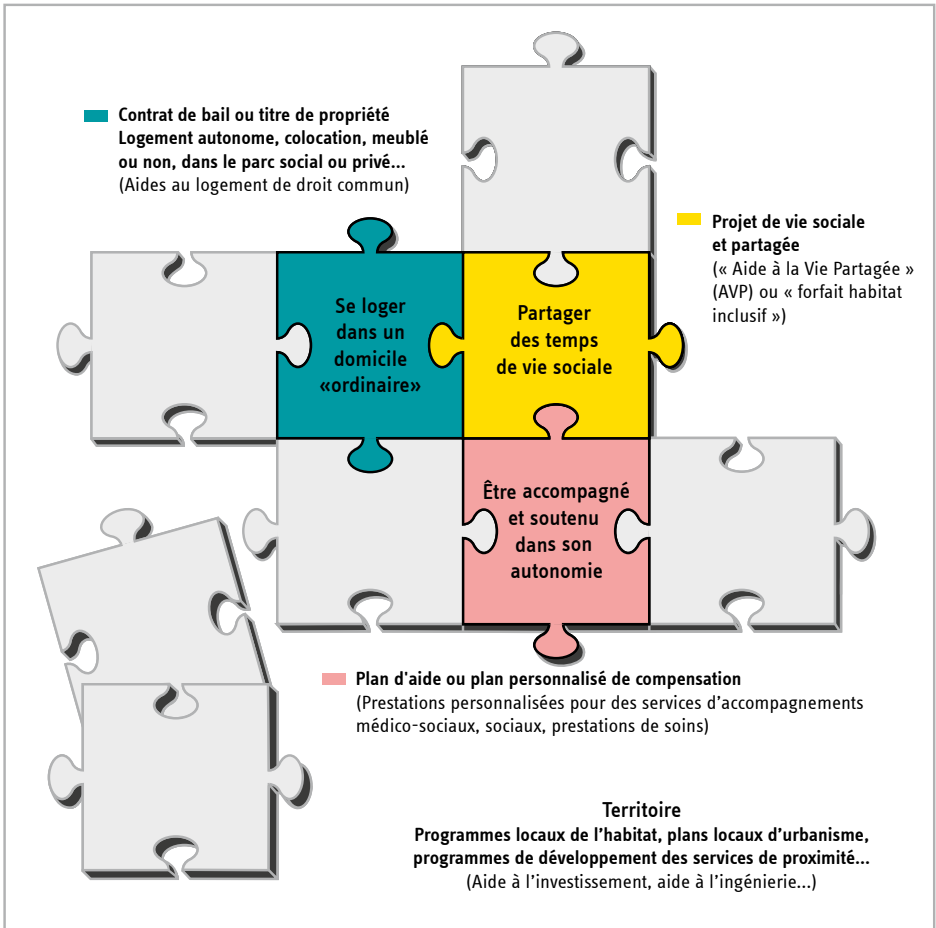 Contrat de bail ou titre de propriété
Logement autonome, colocation, meublé
ou non, dans le parc social ou privé...
(Aides au logement de droit commun)
Projet de vie sociale
et partagée
(« Aide à la Vie Partagée »
(AVP) ou « forfait habitat
inclusif »)
Se loger
dans un
domicile
«ordinaire»
Partager
des temps
de vie sociale
Être accompagné
et soutenu
dans son
autonomie
Plan d'aide ou plan personnalisé de compensation
(Prestations personnalisées pour des services d’accompagnements
médico-sociaux, sociaux, prestations de soins)
Territoire
Programmes locaux de l’habitat, plans locaux d’urbanisme,
programmes de développement des services de proximité...
(Aide à l’investissement, aide à l’ingénierie...)